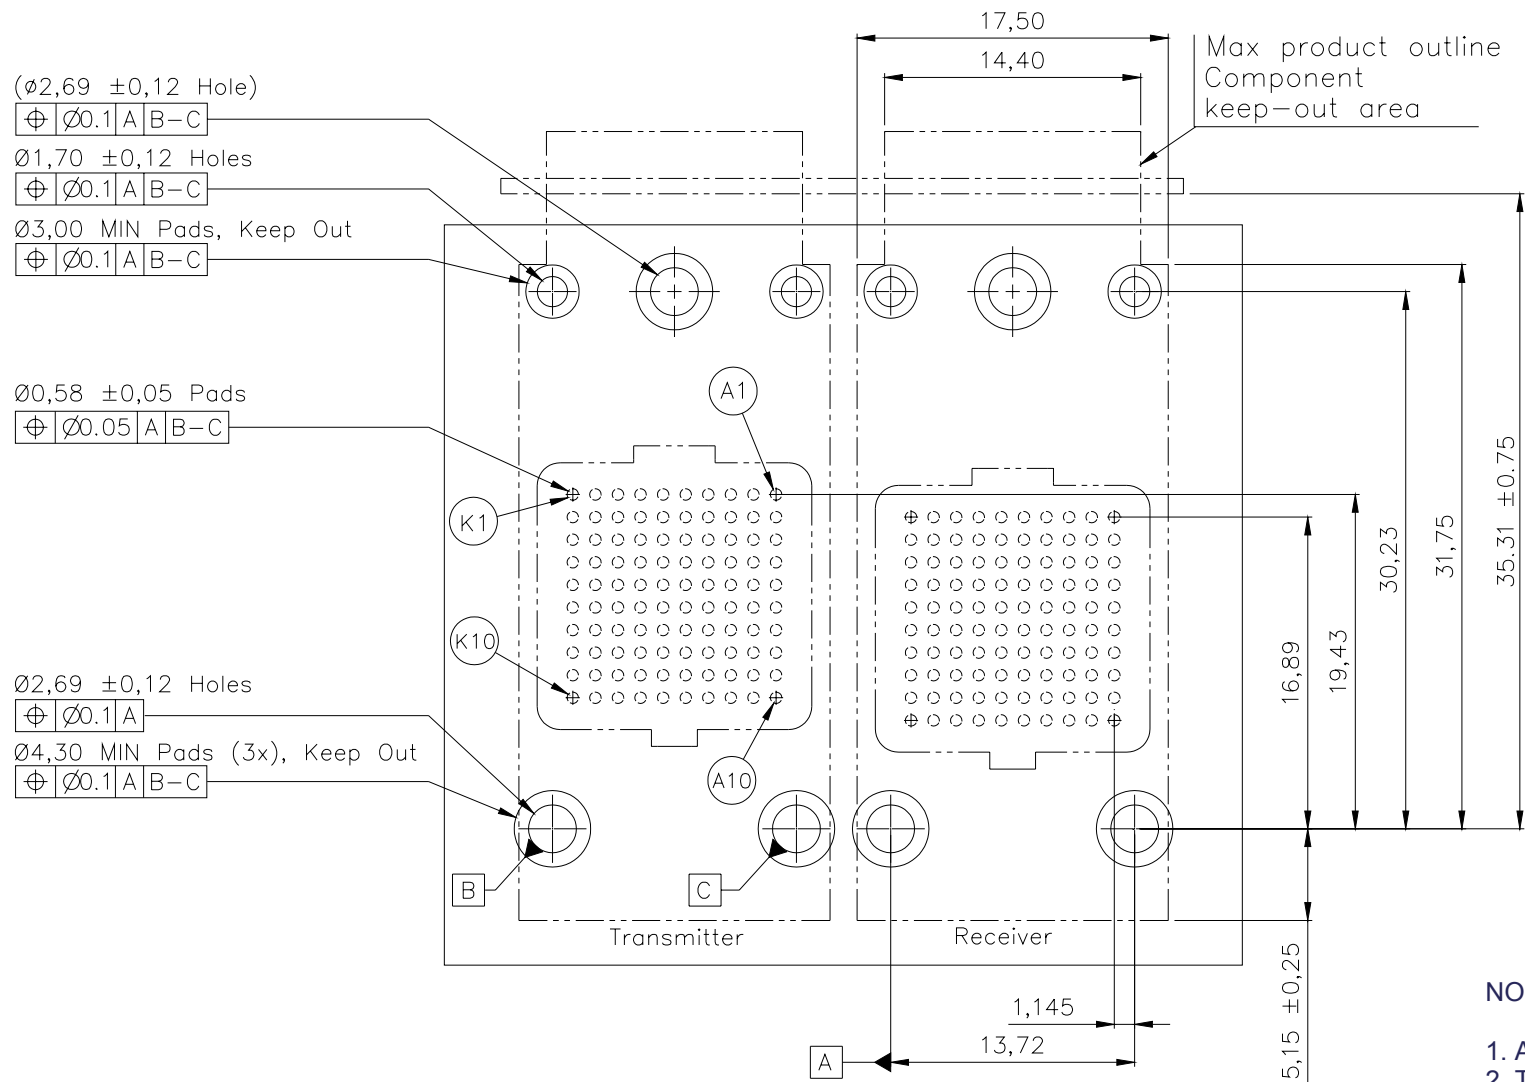 17,50
14,40
Max product outline
Component
keep-out area
(ø2,69 ±0,12 Hole)
⌖ Ø0.1 A B-C
Ø1,70 ±0,12 Holes
⌖ Ø0.1 A B-C
Ø3,00 MIN Pads, Keep Out
⌖ Ø0.1 A B-C
Ø0,58 ±0,05 Pads
⌖ Ø0.05 A B-C
A1
K1
K10
A10
Ø2,69 ±0,12 Holes
⌖ Ø0.1 A
Ø4,30 MIN Pads (3x), Keep Out
⌖ Ø0.1 A B-C
B
C
Transmitter
Receiver
16,89
19,43
30,23
31,75
35.31 ±0.75
5,15 ±0,25
1,145
13,72
A
NO
1. A
2. T